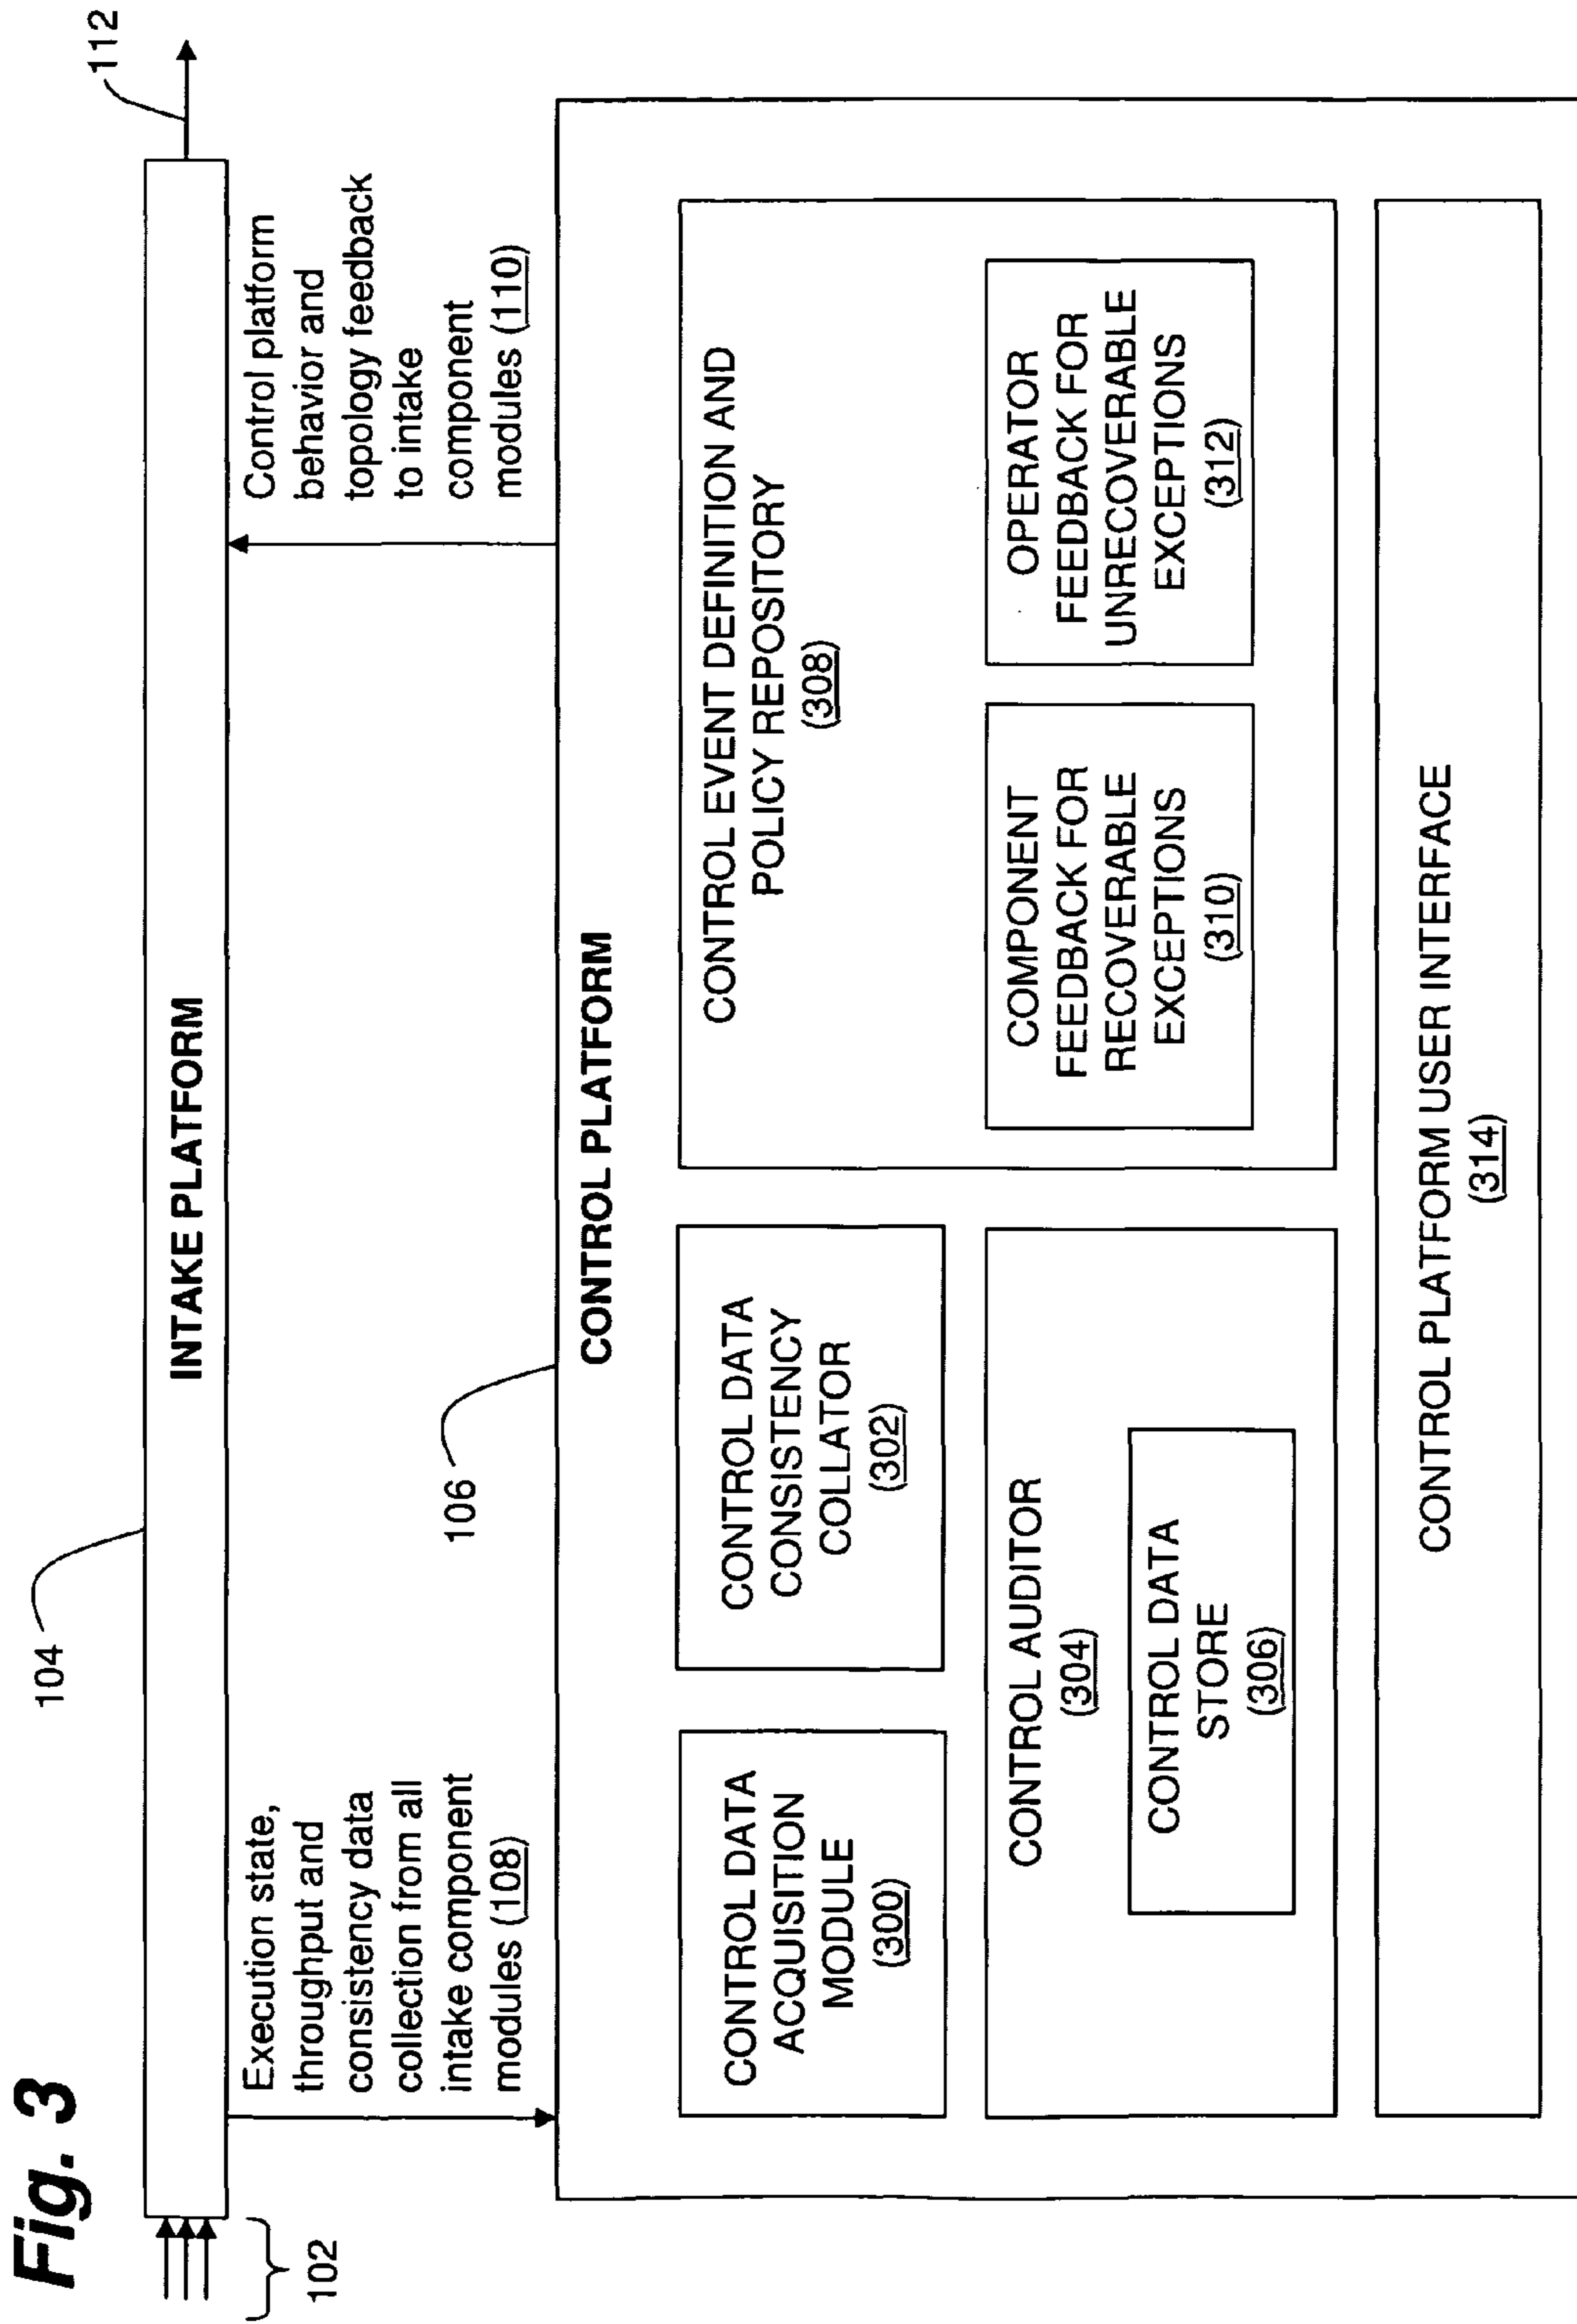 Fig. 3
104
INTAKE PLATFORM
112
102
Execution state,
throughput and
consistency data
collection from all
intake component
modules (108)
Control platform
behavior and
topology feedback
to intake
component
modules (110)
106
CONTROL PLATFORM
CONTROL DATA
ACQUISITION
MODULE
(300)
CONTROL DATA
CONSISTENCY
COLLATOR
(302)
CONTROL AUDITOR
(304)
CONTROL DATA
STORE
(306)
CONTROL EVENT DEFINITION AND
POLICY REPOSITORY
(308)
COMPONENT
FEEDBACK FOR
RECOVERABLE
EXCEPTIONS
(310)
OPERATOR
FEEDBACK FOR
UNRECOVERABLE
EXCEPTIONS
(312)
CONTROL PLATFORM USER INTERFACE
(314)